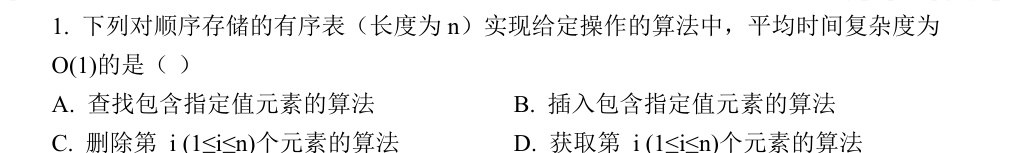 1. 下列对顺序存储的有序表（长度为 n）实现给定操作的算法中，平均时间复杂度为
O(1)的是（ ）
A. 查找包含指定值元素的算法 B. 插入包含指定值元素的算法
C. 删除第 i (1≤i≤n)个元素的算法 D. 获取第 i (1≤i≤n)个元素的算法